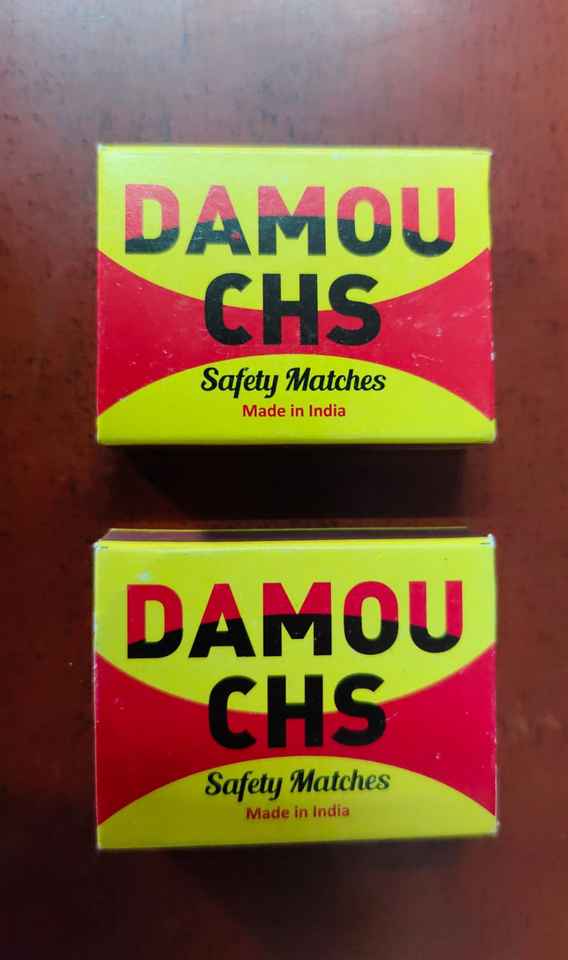 DAMOU
CHS
Safety Matches
Made in India
DAMOU
CHS
Safety Matches
Made in India